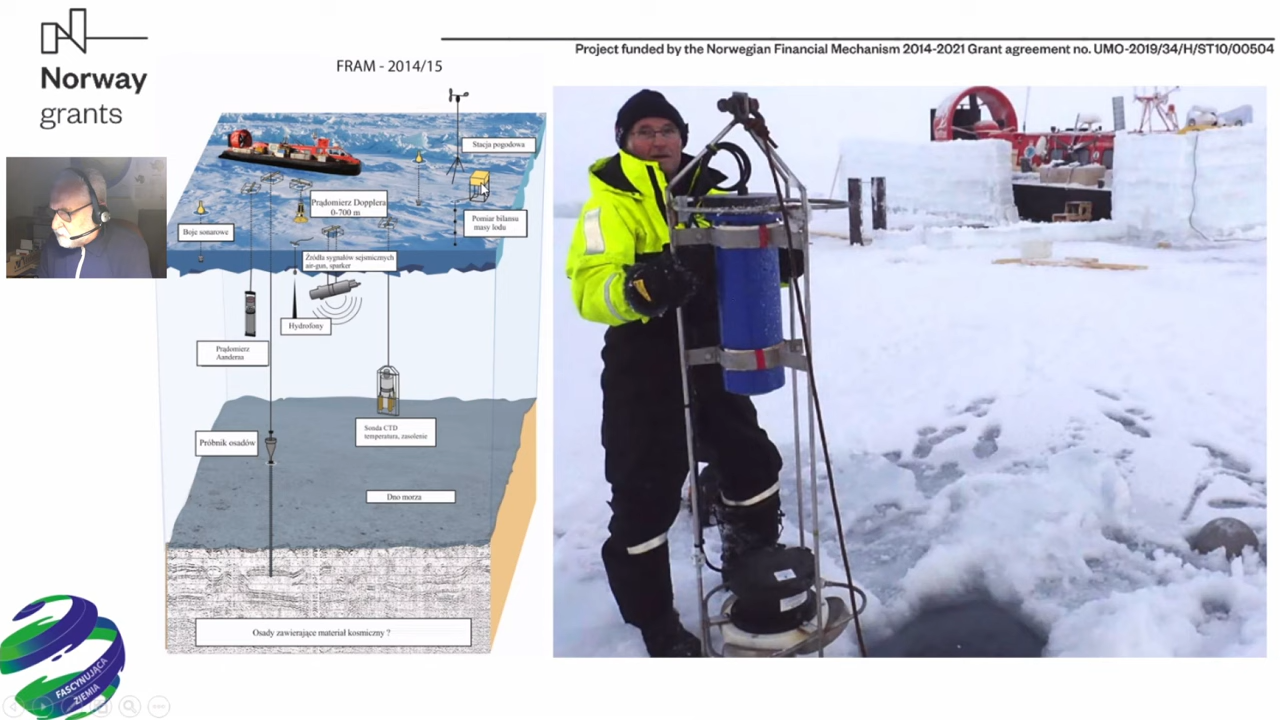 Norway
grants
Project funded by the Norwegian Financial Mechanism 2014-2021 Grant agreement no. UMO-2019/34/H/ST10/00504
FRAM - 2014/15
Stacja pogodowa
Prądomierz Dopplera
0-700 m
Pomiar bilansu
masy lodu
Boje sonarowe
Źródła sygnałów sejsmicznych
air-gun, sparker
Hydrofony
Prądomierz
Aanderaa
Sonda CTD
temperatura, zasolenie
Próbnik osadów
Dno morza
Osady zawierające materiał kosmiczny ?
FASCYNUJĄCA
ZIEMIA